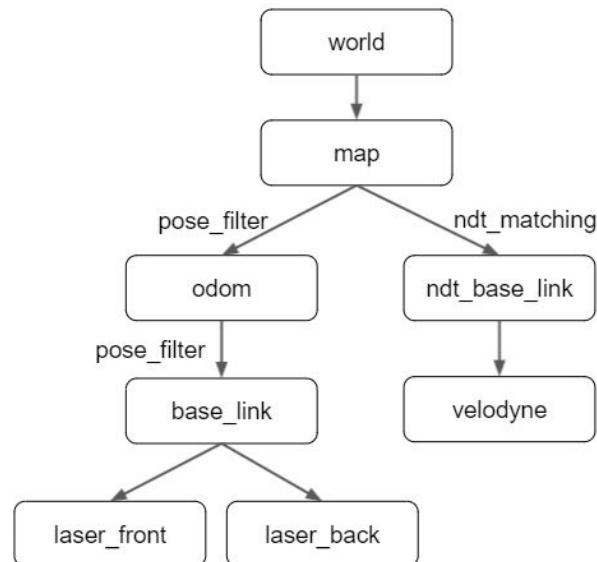 world
map
pose_filter
ndt_matching
odom
ndt_base_link
pose_filter
base_link
velodyne
laser_front
laser_back